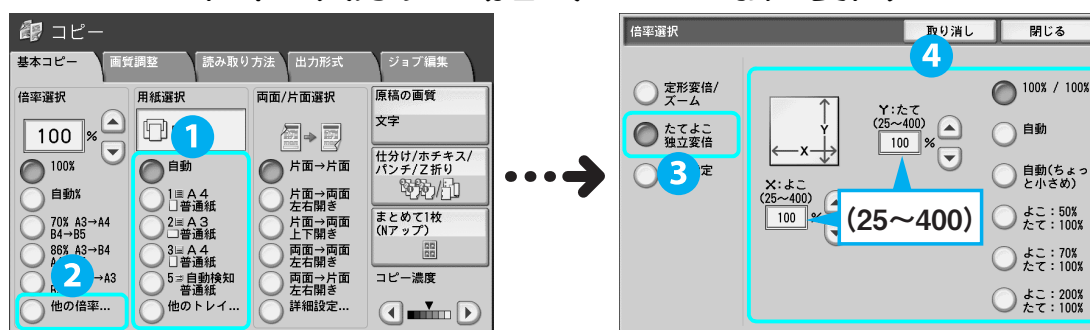 コピー
基本コピー
画質調整
読み取り方法
出力形式
ジョブ編集
倍率選択
100 %
100%
自動%
70% A3→A4
B4→B5
86% A3→B4
→A3
2
他の倍率...
用紙選択
1
自動
1 A4
普通紙
2 A3
普通紙
3 A4
普通紙
5 自動検知
普通紙
他のトレイ...
両面/片面選択
片面→片面
片面→両面
左右開き
片面→両面
上下開き
両面→両面
左右開き
両面→片面
左右開き
詳細設定...
原稿の画質
文字
仕分け/ホチキス/
パンチ/Z折り
まとめて1枚
(Nアップ)
コピー濃度
倍率選択
取り消し
閉じる
4
定形変倍/
ズーム
たてよこ
独立変倍
3
定
Y
X
Y:たて
(25~400)
100 %
X:よこ
(25~400)
100 %
(25~400)
100% / 100%
自動
自動(ちょっ
と小さめ)
よこ:50%
たて:100%
よこ:70%
たて:100%
よこ:200%
たて:100%